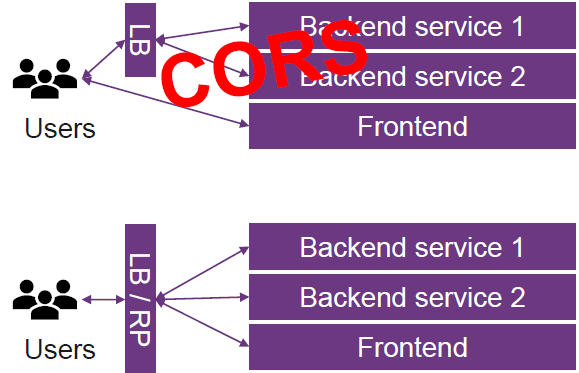 LB
Backend service 1
Backend service 2
Frontend
CORS
Users
LB / RP
Backend service 1
Backend service 2
Frontend
Users